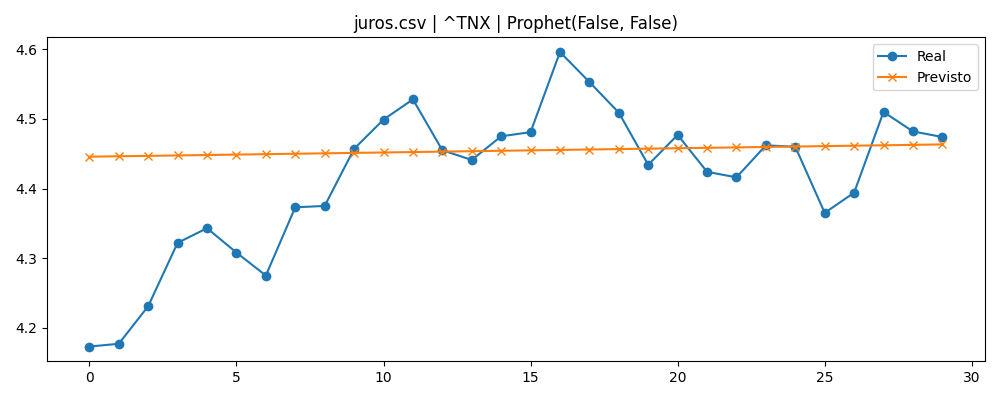 juros.csv | ^TNX | Prophet(False, False)
Real
Previsto
4.6
4.5
4.4
4.3
4.2
0 5 10 15 20 25 30